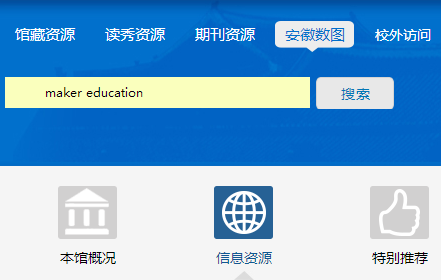 馆藏资源 读秀资源 期刊资源 安徽数图 校外访问
maker education 搜索
本馆概况 信息资源 特别推荐